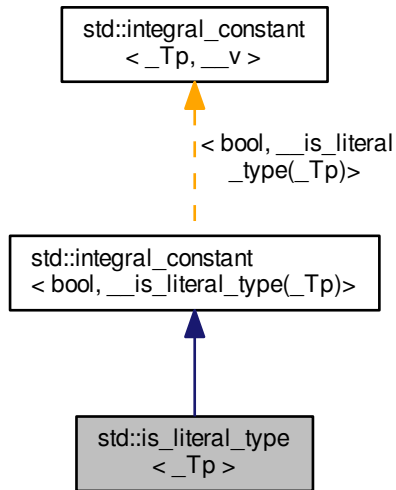 std::integral_constant
< _Tp, __v >
< bool, __is_literal
_type(_Tp)>
std::integral_constant
< bool, __is_literal_type(_Tp)>
std::is_literal_type
< _Tp >